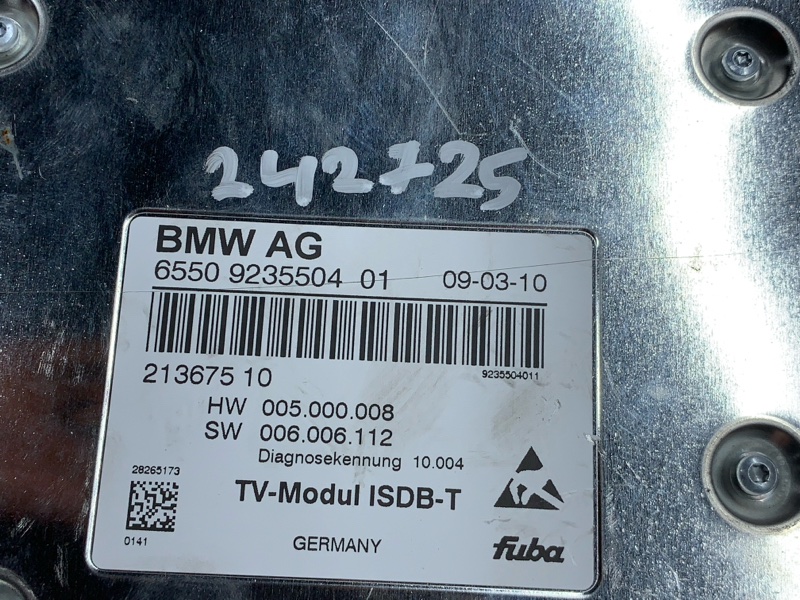 242725
BMW AG
6550 9235504 01 09-03-10
9235504011
213675 10
HW 005.000.008
SW 006.006.112
Diagnosekennung 10.004
28265173
TV-Modul ISDB-T
0141
GERMANY
fuba